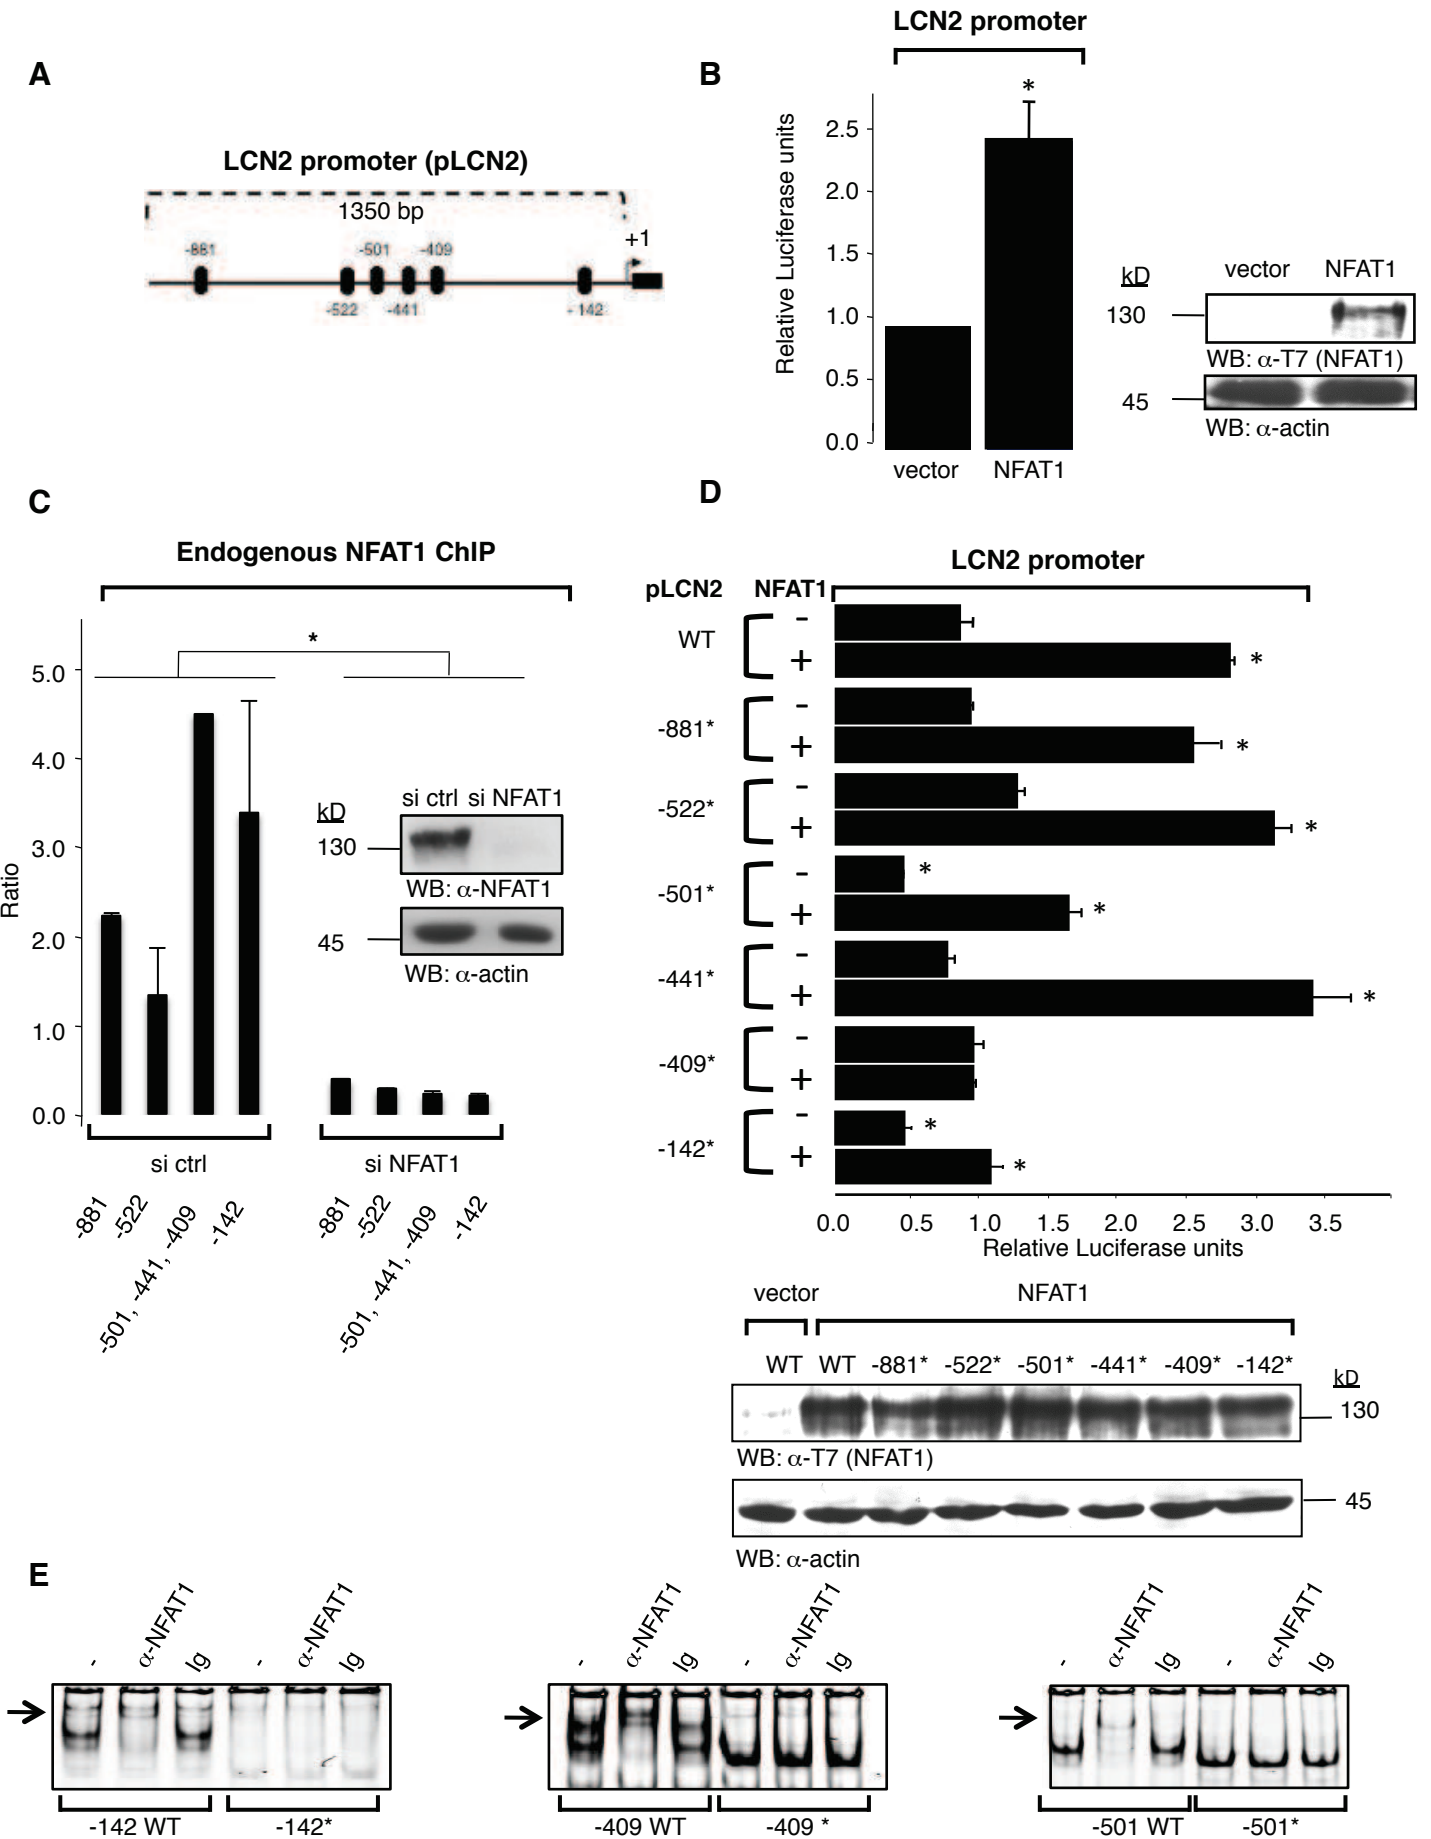 A
LCN2 promoter (pLCN2)
1350 bp
+1
-881
-501
-409
-522
-441
-142
B
LCN2 promoter
*
Relative Luciferase units
2.5
2.0
1.5
1.0
0.5
0.0
vector NFAT1
kD
vector NFAT1
130
WB: α-T7 (NFAT1)
45
WB: α-actin
C
Endogenous NFAT1 ChIP
*
Ratio
5.0
4.0
3.0
2.0
1.0
0.0
kD
si ctrl si NFAT1
130
WB: α-NFAT1
45
WB: α-actin
si ctrl
si NFAT1
-881
-522
-501, -441, -409
-142
-881
-522
-501, -441, -409
-142
D
LCN2 promoter
pLCN2 NFAT1
WT
-
+ *
-881*
-
+ *
-522*
-
+ *
-501*
- *
+ *
-441*
-
+ *
-409*
-
+
-142*
- *
+ *
0.0 0.5 1.0 1.5 2.0 2.5 3.0 3.5
Relative Luciferase units
vector NFAT1
WT WT -881* -522* -501* -441* -409* -142*
kD
130
WB: α-T7 (NFAT1)
45
WB: α-actin
E
- α-NFAT1 Ig - α-NFAT1 Ig
-142 WT -142*
- α-NFAT1 Ig - α-NFAT1 Ig
-409 WT -409 *
- α-NFAT1 Ig - α-NFAT1 Ig
-501 WT -501*